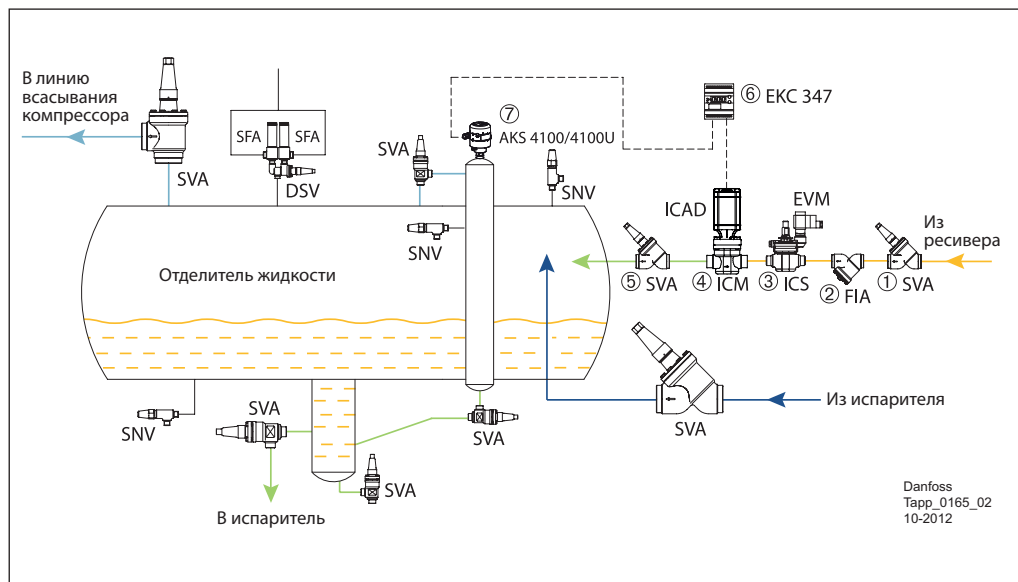 В линию
всасывания
компрессора
SVA
SFA
SFA
DSV
SVA
⑦
AKS 4100/4100U
SNV
SNV
⑥ EKC 347
ICAD
EVM
Из
ресивера
⑤ SVA
④ ICM
③ ICS
② FIA
① SVA
Отделитель жидкости
SNV
SVA
SVA
SVA
Из испарителя
SVA
В испаритель
Danfoss
Tapp_0165_02
10-2012